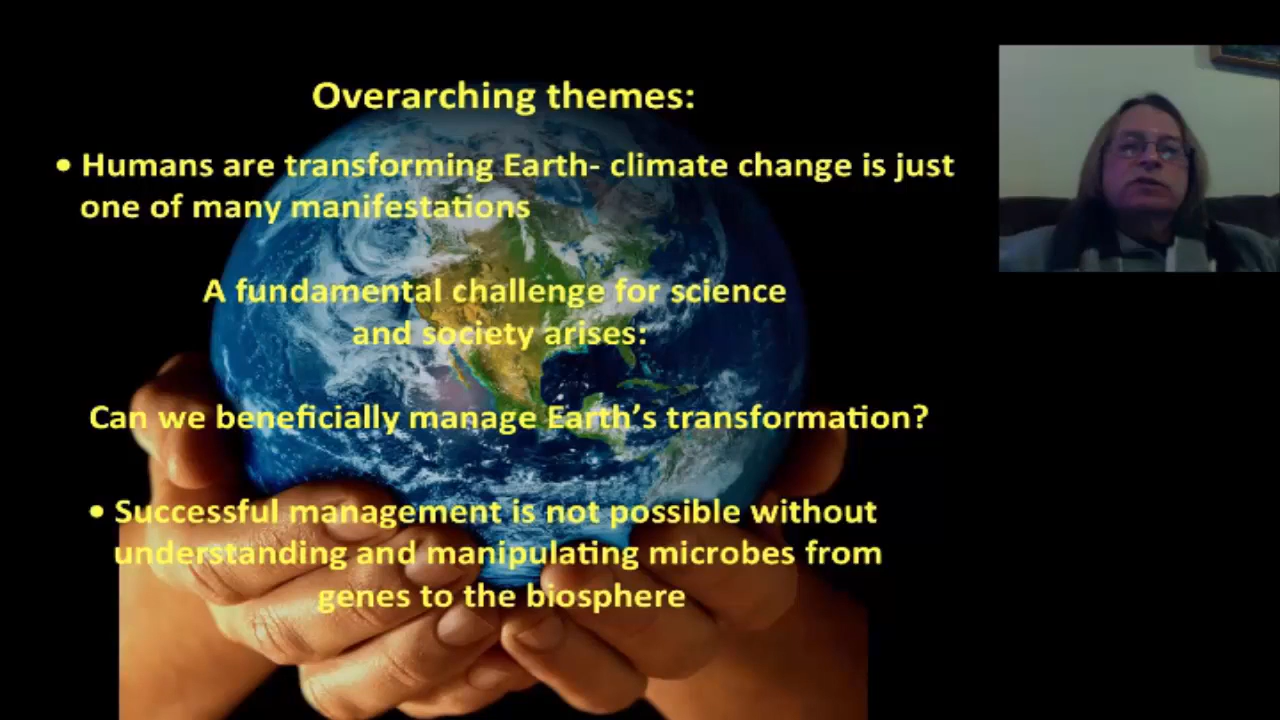 Overarching themes:
• Humans are transforming Earth- climate change is just
one of many manifestations
A fundamental challenge for science
and society arises:
Can we beneficially manage Earth’s transformation?
• Successful management is not possible without
understanding and manipulating microbes from
genes to the biosphere